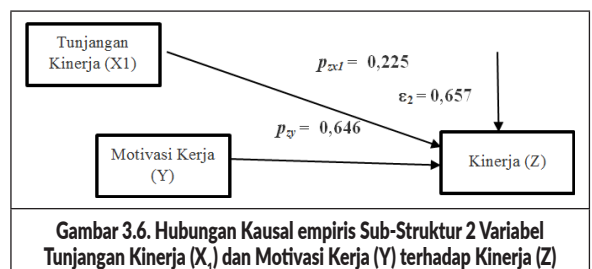 Tunjangan
Kinerja (X1)
pzx1 = 0,225
ε2 = 0,657
pzy = 0,646
Motivasi Kerja
(Y)
Kinerja (Z)
Gambar 3.6. Hubungan Kausal empiris Sub-Struktur 2 Variabel
Tunjangan Kinerja (X1) dan Motivasi Kerja (Y) terhadap Kinerja (Z)